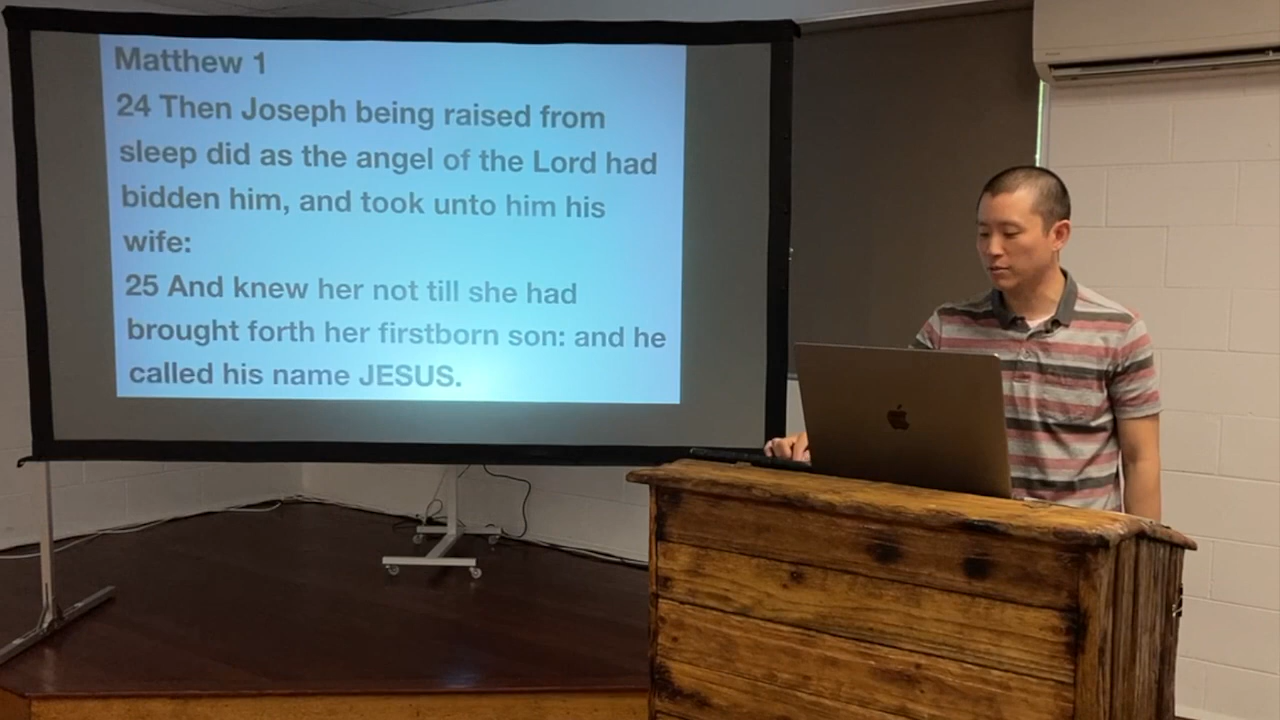 Matthew 1
24 Then Joseph being raised from
sleep did as the angel of the Lord had
bidden him, and took unto him his
wife:
25 And knew her not till she had
brought forth her firstborn son: and he
called his name JESUS.